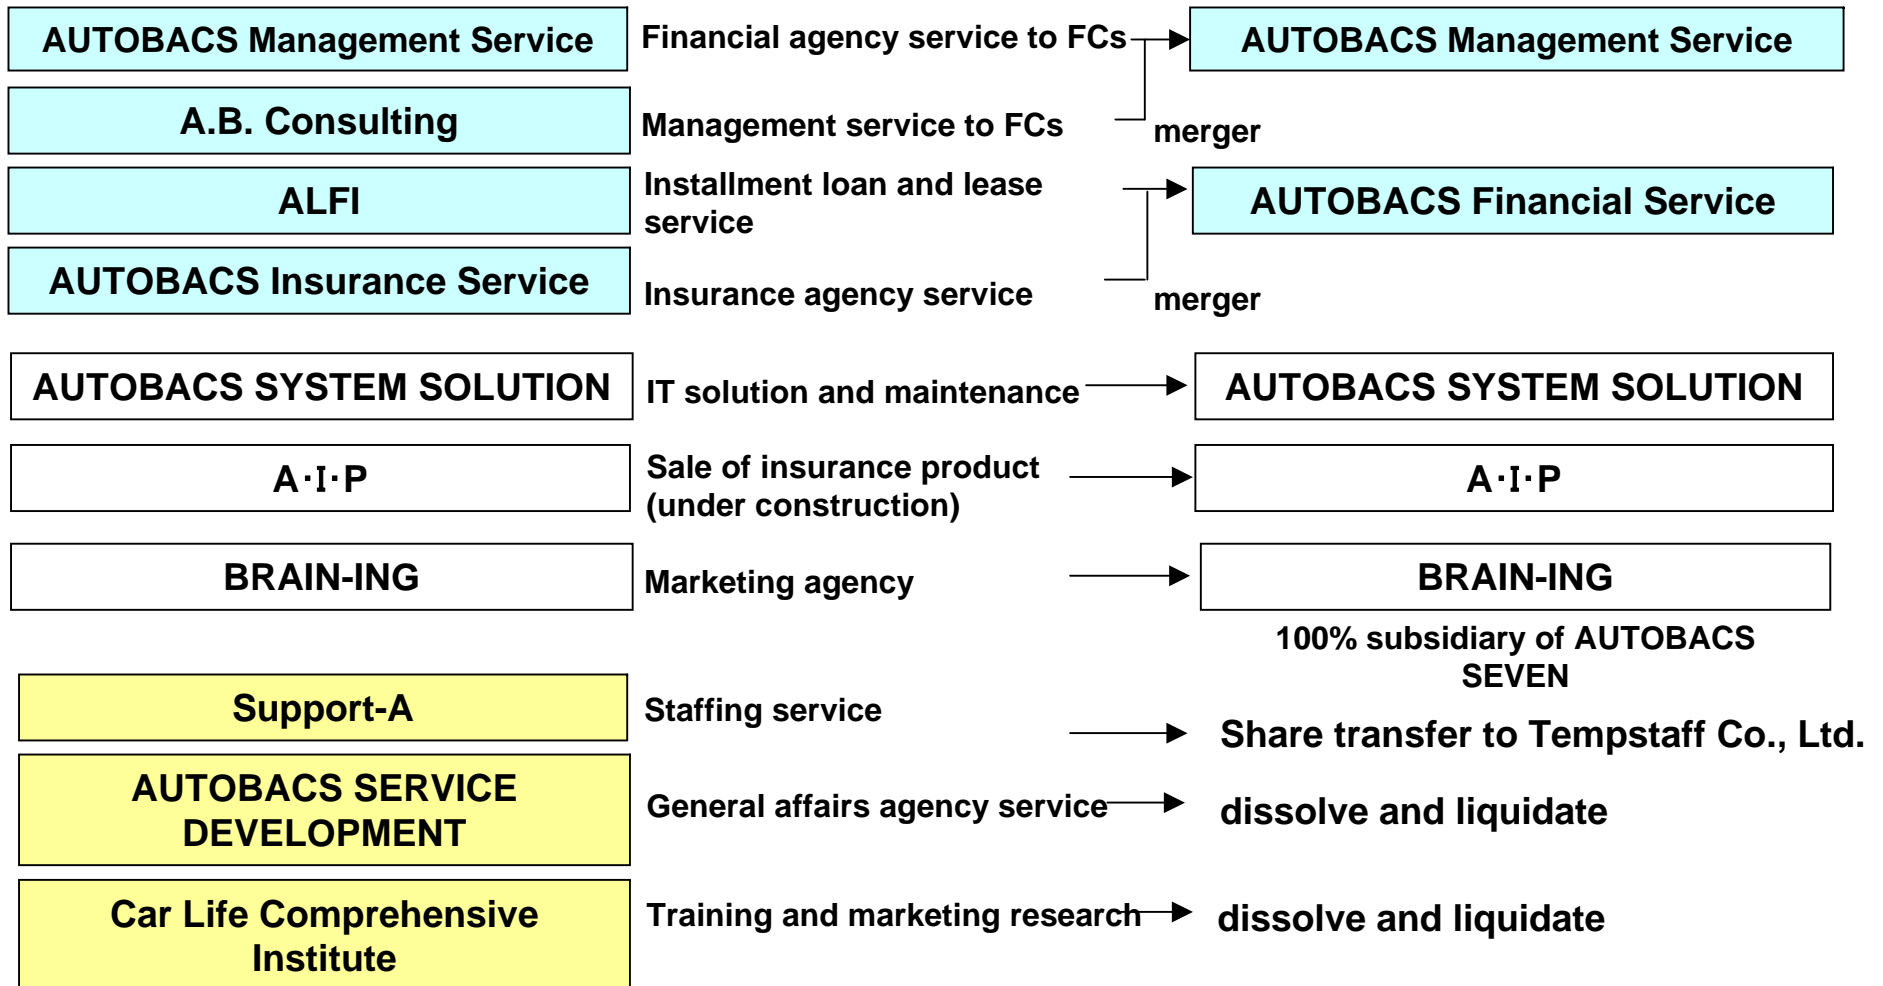 AUTOBACS Management Service
Financial agency service to FCs
AUTOBACS Management Service
A.B. Consulting
Management service to FCs
merger
ALFI
Installment loan and lease
service
AUTOBACS Financial Service
AUTOBACS Insurance Service
Insurance agency service
merger
AUTOBACS SYSTEM SOLUTION
IT solution and maintenance
AUTOBACS SYSTEM SOLUTION
A·I·P
Sale of insurance product
(under construction)
A·I·P
BRAIN-ING
Marketing agency
BRAIN-ING
100% subsidiary of AUTOBACS
SEVEN
Support-A
Staffing service
Share transfer to Tempstaff Co., Ltd.
AUTOBACS SERVICE
DEVELOPMENT
General affairs agency service
dissolve and liquidate
Car Life Comprehensive
Institute
Training and marketing research
dissolve and liquidate